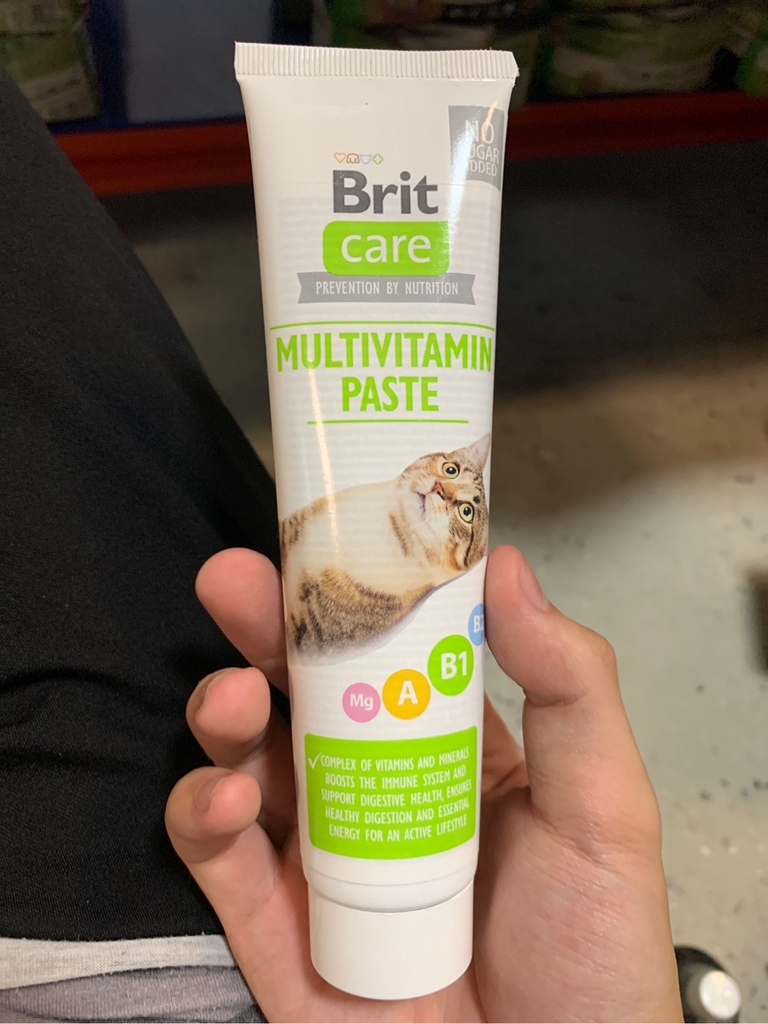 NO
SUGAR
ADDED
Brit
care
PREVENTION BY NUTRITION
MULTIVITAMIN
PASTE
B1
A
Mg
✓COMPLEX OF VITAMINS AND MINERALS
BOOSTS THE IMMUNE SYSTEM AND
SUPPORT DIGESTIVE HEALTH, ENSURES
HEALTHY DIGESTION AND ESSENTIAL
ENERGY FOR AN ACTIVE LIFESTYLE